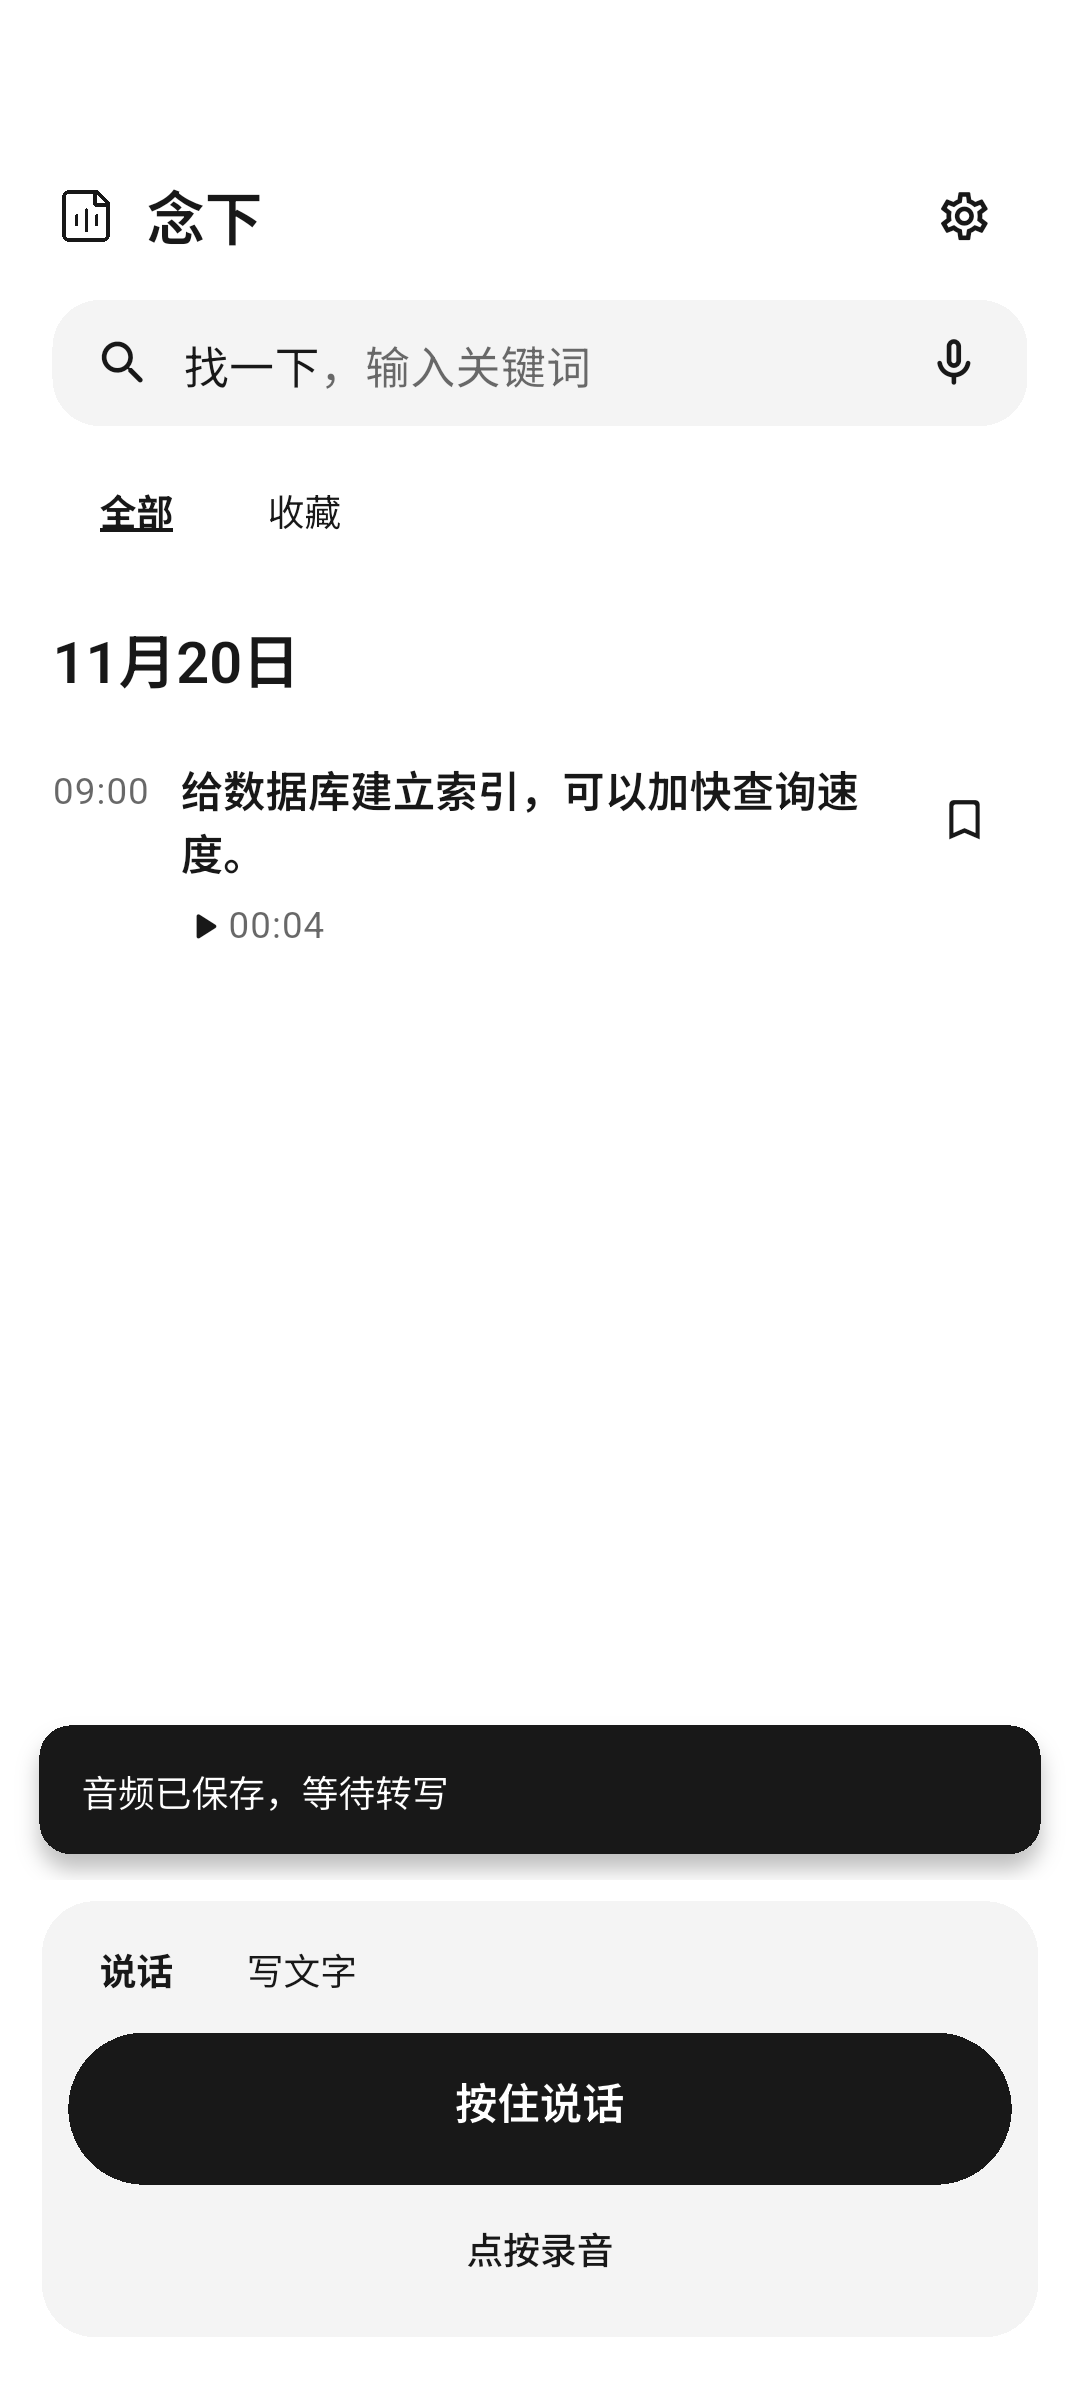 念下
找一下，输入关键词
全部 收藏
11月20日
09:00 给数据库建立索引，可以加快查询速
度。
00:04
音频已保存，等待转写
说话 写文字
按住说话
点按录音